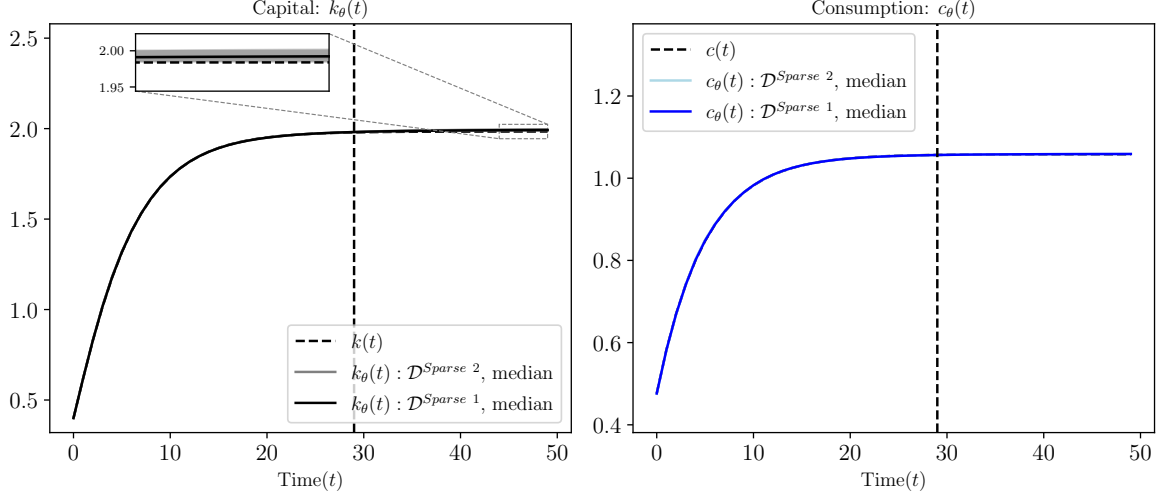 Capital: $k_\theta(t)$
2.5
2.0
1.5
1.0
0.5
2.00
1.95
$k(t)$
$k_\theta(t) : \mathcal{D}^{Sparse\ 2}$, median
$k_\theta(t) : \mathcal{D}^{Sparse\ 1}$, median
0 10 20 30 40 50
Time($t$)
Consumption: $c_\theta(t)$
1.2
1.0
0.8
0.6
0.4
$c(t)$
$c_\theta(t) : \mathcal{D}^{Sparse\ 2}$, median
$c_\theta(t) : \mathcal{D}^{Sparse\ 1}$, median
0 10 20 30 40 50
Time($t$)